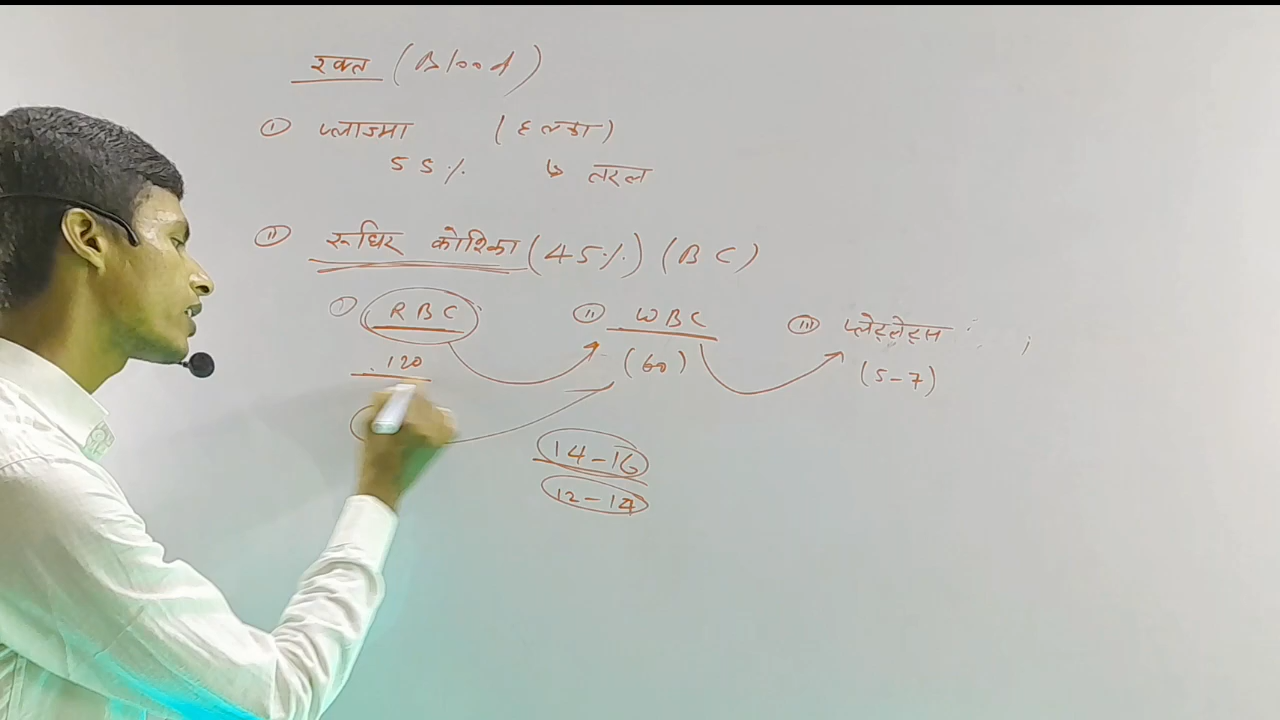 रक्त (Blood)
① प्लाज्मा (हल्का)
55% ↳ तरल
② रूधिर कोशिका (45%) (BC)
① RBC ② WBC ③ प्लेट्लेट्स
120 (60) (5-7)
14-16
12-14